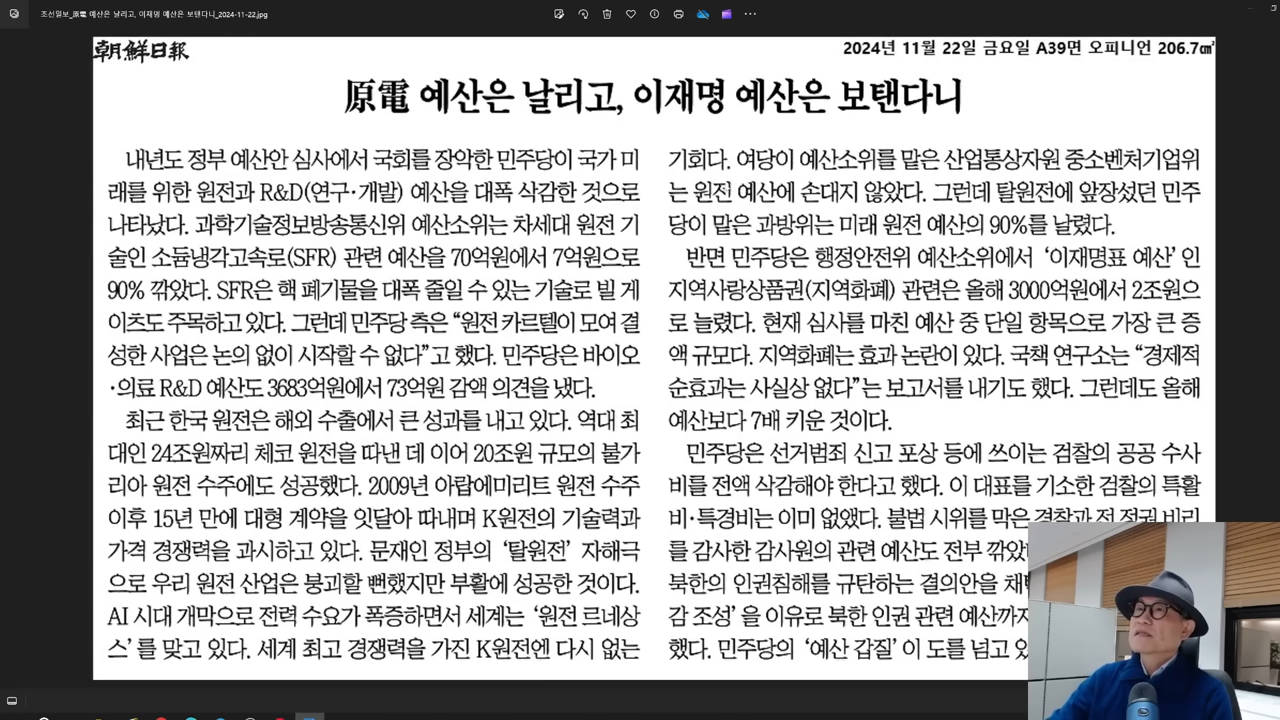 조선일보_原電 예산은 날리고, 이재명 예산은 보탠다니_2024-11-22.jpg
朝鮮日報
2024년 11월 22일 금요일 A39면 오피니언 206.7㎠
原電 예산은 날리고, 이재명 예산은 보탠다니
내년도 정부 예산안 심사에서 국회를 장악한 민주당이 국가 미
래를 위한 원전과 R&D(연구·개발) 예산을 대폭 삭감한 것으로
나타났다. 과학기술정보방송통신위 예산소위는 차세대 원전 기
술인 소듐냉각고속로(SFR) 관련 예산을 70억원에서 7억원으로
90% 깎았다. SFR은 핵 폐기물을 대폭 줄일 수 있는 기술로 빌 게
이츠도 주목하고 있다. 그런데 민주당 측은 “원전 카르텔이 모여 결
성한 사업은 논의 없이 시작할 수 없다”고 했다. 민주당은 바이오
·의료 R&D 예산도 3683억원에서 73억원 감액 의견을 냈다.
최근 한국 원전은 해외 수출에서 큰 성과를 내고 있다. 역대 최
대인 24조원짜리 체코 원전을 따낸 데 이어 20조원 규모의 불가
리아 원전 수주에도 성공했다. 2009년 아랍에미리트 원전 수주
이후 15년 만에 대형 계약을 잇달아 따내며 K원전의 기술력과
가격 경쟁력을 과시하고 있다. 문재인 정부의 ‘탈원전’ 자해극
으로 우리 원전 산업은 붕괴할 뻔했지만 부활에 성공한 것이다.
AI 시대 개막으로 전력 수요가 폭증하면서 세계는 ‘원전 르네상
스’를 맞고 있다. 세계 최고 경쟁력을 가진 K원전엔 다시 없는
기회다. 여당이 예산소위를 맡은 산업통상자원 중소벤처기업위
는 원전 예산에 손대지 않았다. 그런데 탈원전에 앞장섰던 민주
당이 맡은 과방위는 미래 원전 예산의 90%를 날렸다.
반면 민주당은 행정안전위 예산소위에서 ‘이재명표 예산’인
지역사랑상품권(지역화폐) 관련은 올해 3000억원에서 2조원으
로 늘렸다. 현재 심사를 마친 예산 중 단일 항목으로 가장 큰 증
액 규모다. 지역화폐는 효과 논란이 있다. 국책 연구소는 “경제적
순효과는 사실상 없다”는 보고서를 내기도 했다. 그런데도 올해
예산보다 7배 키운 것이다.
민주당은 선거범죄 신고 포상 등에 쓰이는 검찰의 공공 수사
비를 전액 삭감해야 한다고 했다. 이 대표를 기소한 검찰의 특활
비·특경비는 이미 없앴다. 불법 시위를 막은 경찰과 전 정권 비리
를 감사한 감사원의 관련 예산도 전부 깎았
북한의 인권침해를 규탄하는 결의안을
감 조성’을 이유로 북한 인권 관련 예산까지
했다. 민주당의 ‘예산 갑질’이 도를 넘고